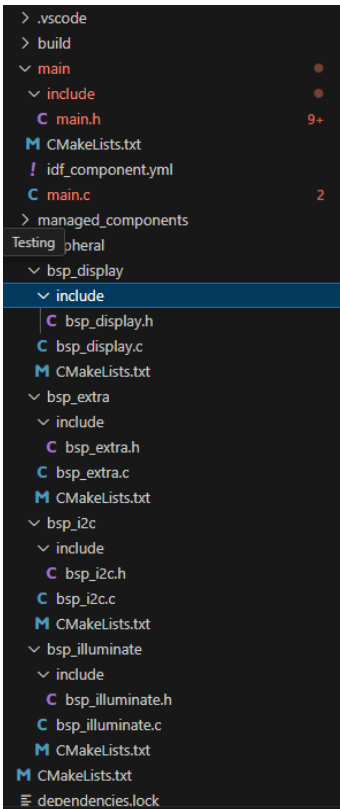 .vscode
build
main
include
C main.h 9+
M CMakeLists.txt
! idf_component.yml
C main.c 2
managed_components
Testing pheral
bsp_display
include
C bsp_display.h
C bsp_display.c
M CMakeLists.txt
bsp_extra
include
C bsp_extra.h
C bsp_extra.c
M CMakeLists.txt
bsp_i2c
include
C bsp_i2c.h
C bsp_i2c.c
M CMakeLists.txt
bsp_illuminate
include
C bsp_illuminate.h
C bsp_illuminate.c
M CMakeLists.txt
M CMakeLists.txt
dependencies.lock